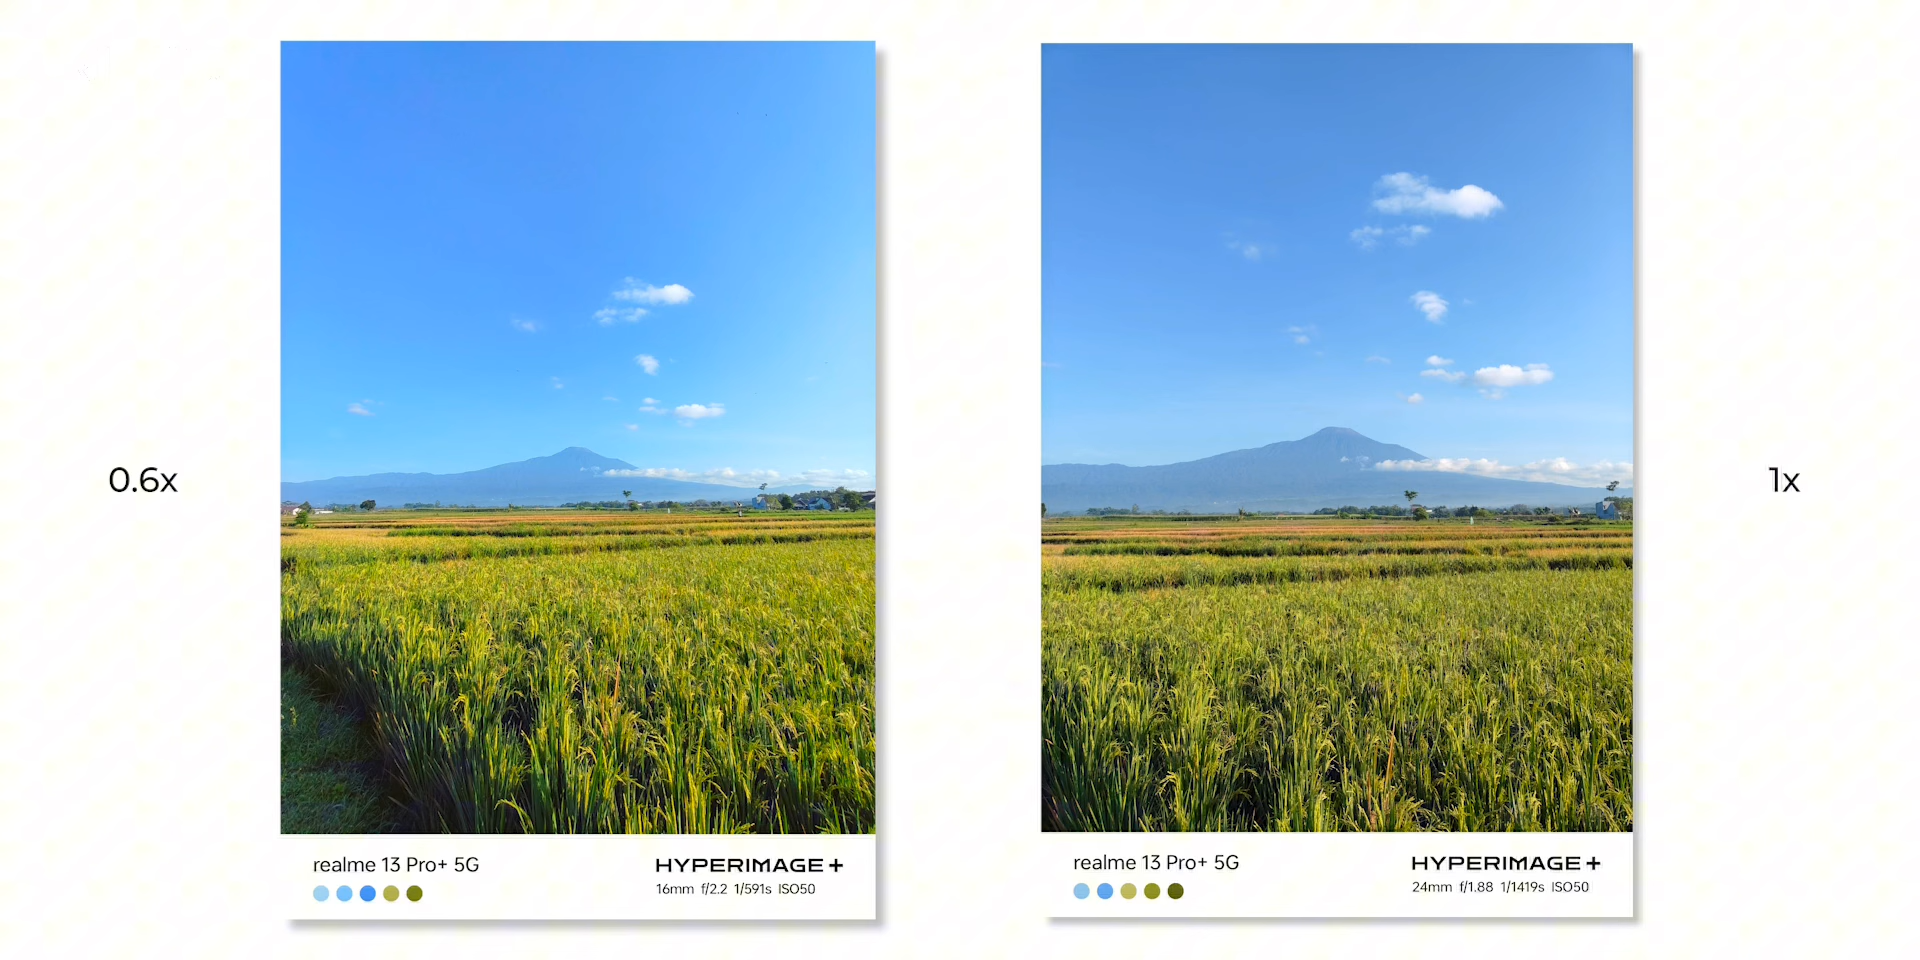 0.6x
realme 13 Pro+ 5G
HYPERIMAGE+
16mm f/2.2 1/591s ISO50
realme 13 Pro+ 5G
HYPERIMAGE+
24mm f/1.88 1/1419s ISO50
1x